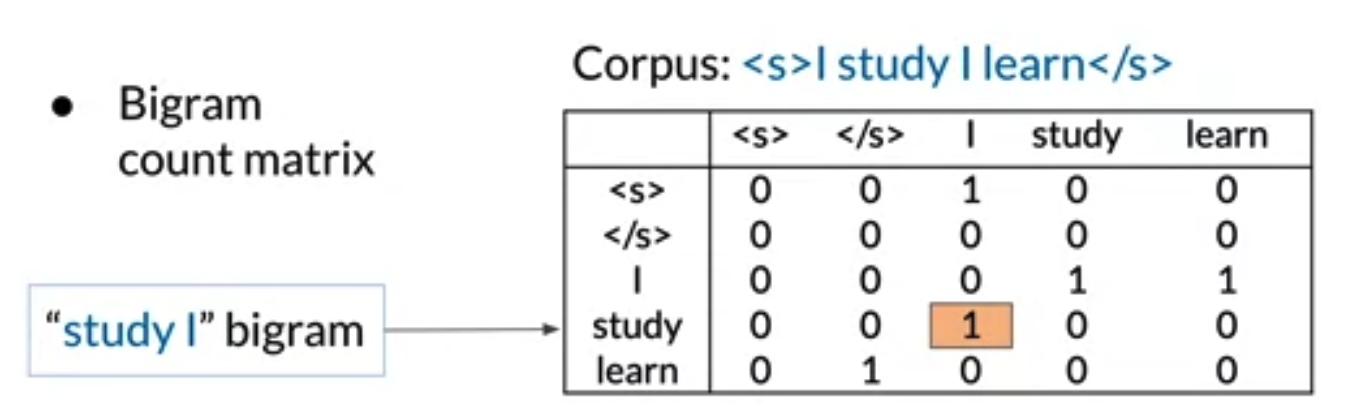 Corpus: <s>I study I learn</s>
● Bigram
count matrix
<s> </s> I study learn
<s> 0 0 1 0 0
</s> 0 0 0 0 0
I 0 0 0 1 1
“study I” bigram
study 0 0 1 0 0
learn 0 1 0 0 0